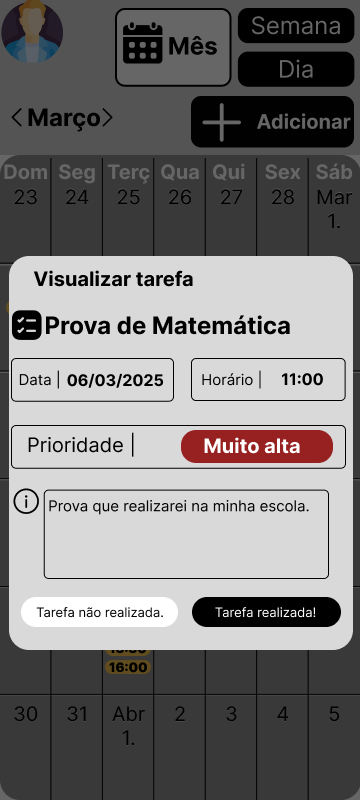 Mês
Semana
Dia
Março
Adicionar
Dom Seg Terç Qua Qui Sex Sáb
23 24 25 26 27 28 Mar 1.
Visualizar tarefa
Prova de Matemática
Data | 06/03/2025
Horário | 11:00
Prioridade | Muito alta
Prova que realizarei na minha escola.
Tarefa não realizada.
Tarefa realizada!
16:00
30 31 Abr 1. 2 3 4 5